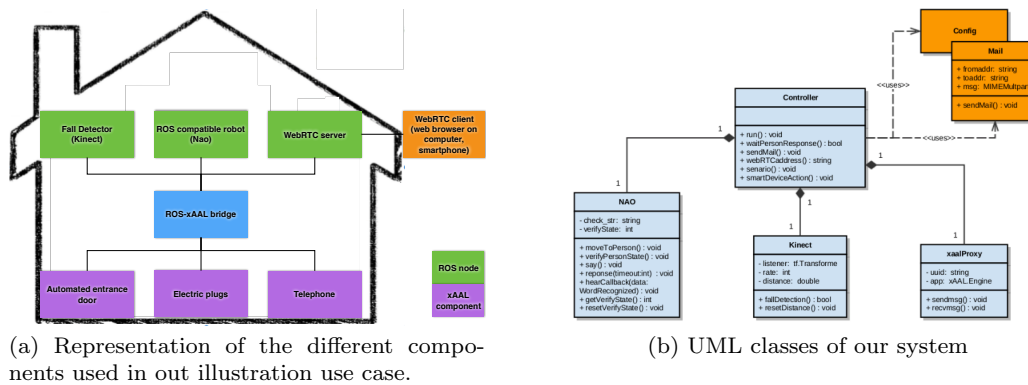 Fall Detector
(Kinect)
ROS compatible robot
(Nao)
WebRTC server
WebRTC client
(web browser on
computer,
smartphone)
ROS-xAAL bridge
Automated entrance
door
Electric plugs
Telephone
ROS node
xAAL
component
(a) Representation of the different compo-
nents used in out illustration use case.
Config
Mail
+ fromaddr: string
+ toaddr: string
+ msg: MIMEMultpar
+ sendMail() : void
<<uses>>
<<uses>>
Controller
+ run() : void
+ waitPersonResponse() : bool
+ sendMail() : void
+ webRTCaddress() : string
+ senario() : void
+ smartDeviceAction() : void
1
1
1
1
1
1
NAO
- check_str: string
- verifyState: int
+ moveToPerson() : void
+ verifyPersonState() : void
+ say() : void
+ reponse(timeout:int) : void
+ hearCallback(data:
WordRecognized) : void
+ getVerifyState() : int
+ resetVerifyState() : void
Kinect
- listener: tf.Transforme
- rate: int
- distance: double
+ fallDetection() : bool
+ resetDistance() : void
xaalProxy
- uuid: string
- app: xAAL.Engine
+ sendmsg() : void
+ recvmsg() : void
(b) UML classes of our system